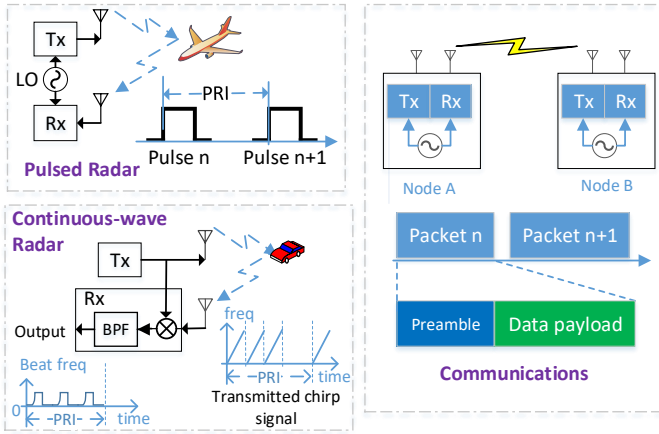 Tx
LO
Rx
PRI
Pulse n
Pulse n+1
Pulsed Radar
Continuous-wave
Radar
Tx
Rx
BPF
Output
freq
PRI
time
Transmitted chirp
signal
Beat freq
0
PRI
time
Tx
Rx
Tx
Rx
Node A
Node B
Packet n
Packet n+1
Preamble
Data payload
Communications